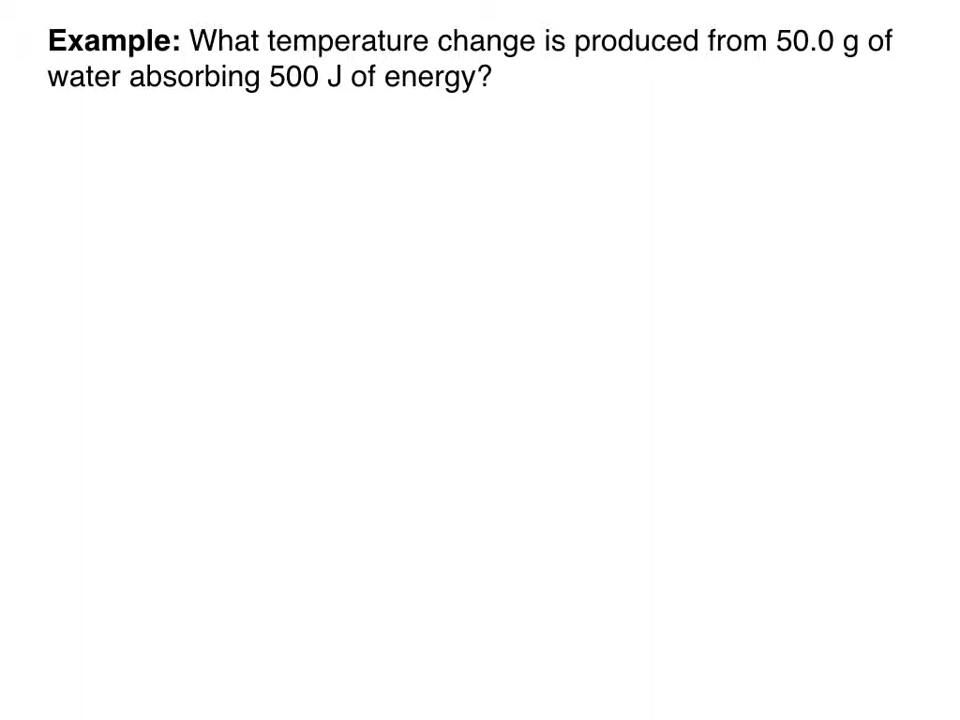 Example: What temperature change is produced from 50.0 g of
water absorbing 500 J of energy?